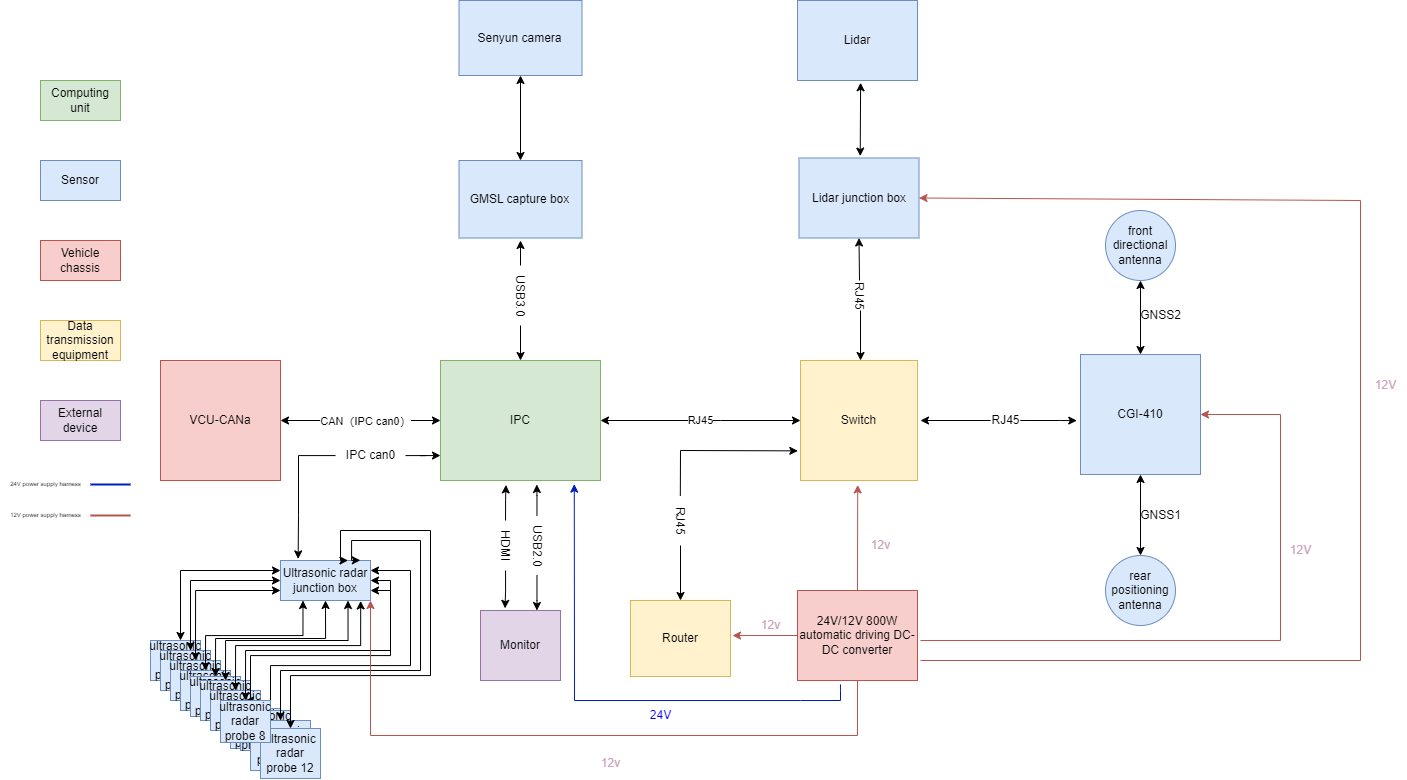 Senyun camera
Lidar
Computing
unit
Sensor
GMSL capture box
Lidar junction box
Vehicle
chassis
front
directional
antenna
USB3.0
RJ45
GNSS2
Data
transmission
equipment
12V
External
device
VCU-CANa
CAN（IPC can0）
IPC
RJ45
Switch
RJ45
CGI-410
IPC can0
24V power supply harness
12V power supply harness
HDMI
USB2.0
RJ45
GNSS1
12v
12V
Ultrasonic radar
junction box
rear
positioning
antenna
Monitor
Router
12v
24V/12V 800W
automatic driving DC-
DC converter
ultrasonic
ultrasonic
ultrasonic
ultrasonic
ultrasonic
ultrasonic
radar
probe 8
ultrasonic
radar
probe 12
24V
12v